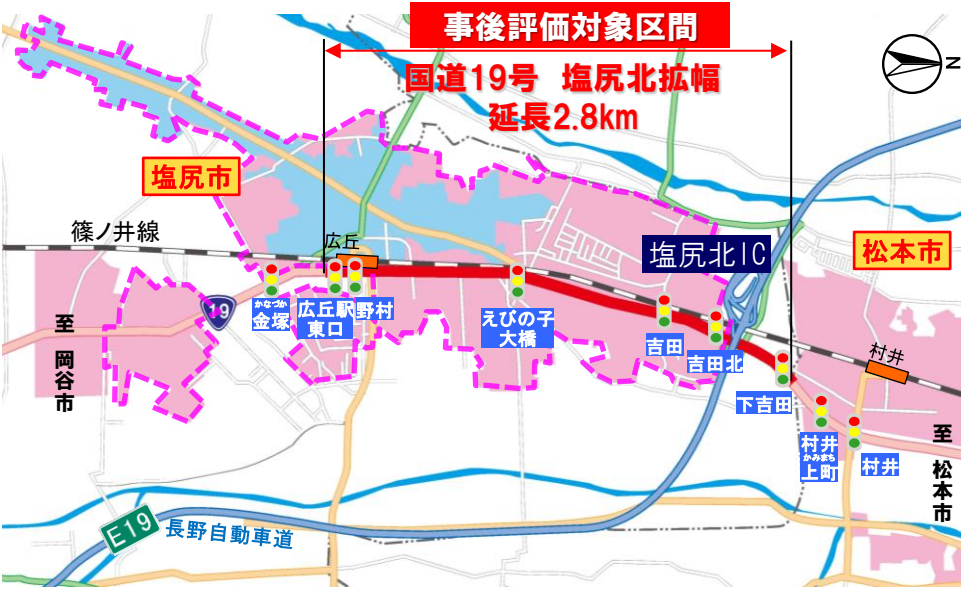 事後評価対象区間
国道19号 塩尻北拡幅
延長2.8km
N
塩尻市
松本市
篠ノ井線
広丘
塩尻北IC
村井
19
かなづか
金塚
広丘駅
東口
野村
えびの子
大橋
吉田
吉田北
下吉田
村井
かみまち
上町
村井
至 岡谷市
至 松本市
E19
長野自動車道